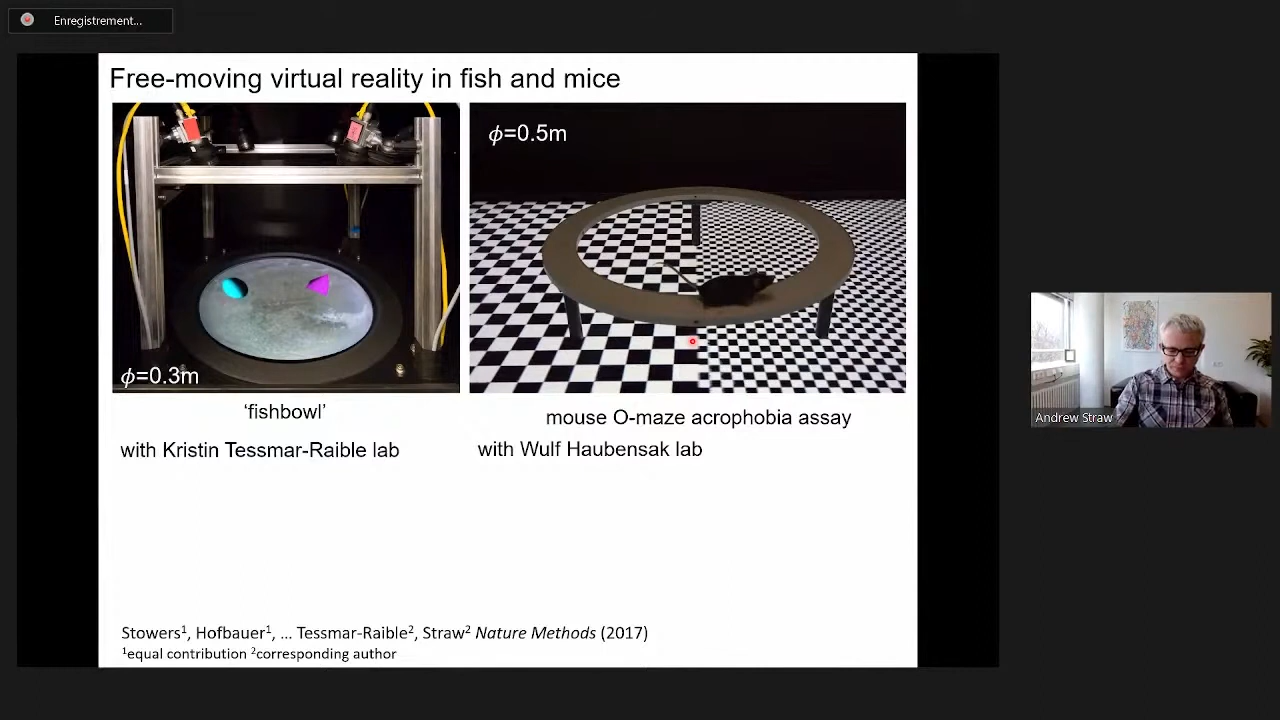 Enregistrement...
Free-moving virtual reality in fish and mice
ϕ=0.3m
ϕ=0.5m
‘fishbowl’
with Kristin Tessmar-Raible lab
mouse O-maze acrophobia assay
with Wulf Haubensak lab
Stowers¹, Hofbauer¹, ... Tessmar-Raible², Straw² Nature Methods (2017)
¹equal contribution ²corresponding author
Andrew Straw